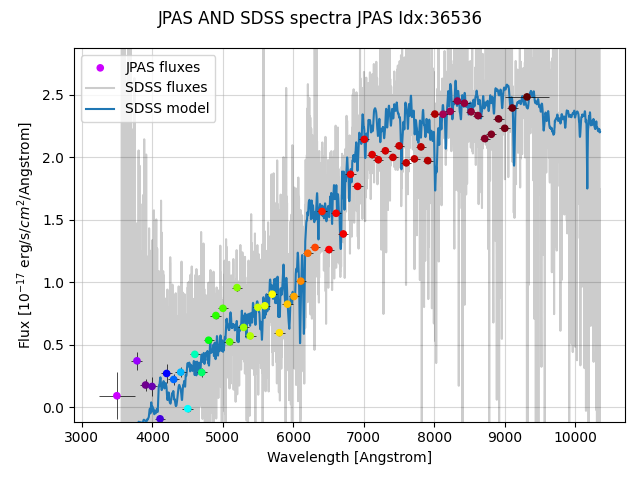 JPAS AND SDSS spectra JPAS Idx:36536
JPAS fluxes
SDSS fluxes
SDSS model
Flux [10⁻¹⁷ erg/s/cm²/Angstrom]
2.5
2.0
1.5
1.0
0.5
0.0
3000 4000 5000 6000 7000 8000 9000 10000
Wavelength [Angstrom]